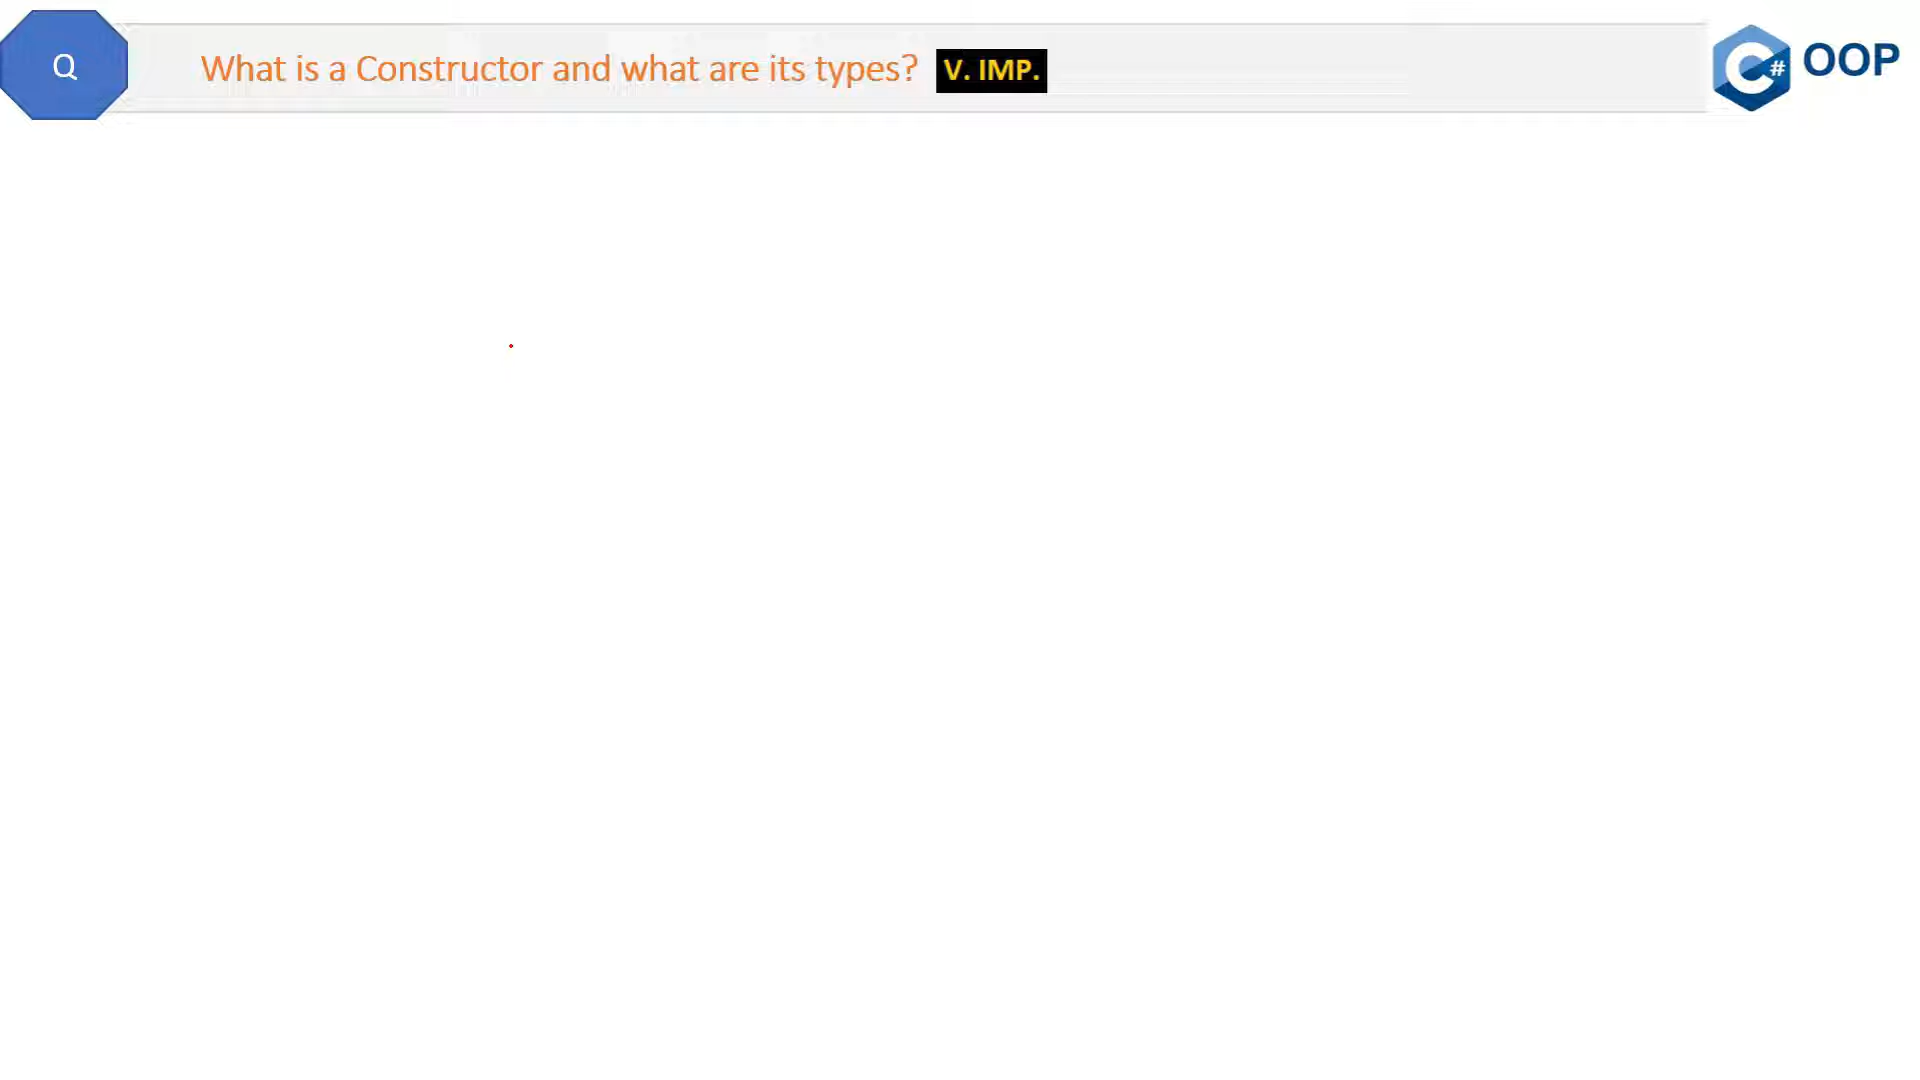 Q
What is a Constructor and what are its types? V. IMP.
C# OOP